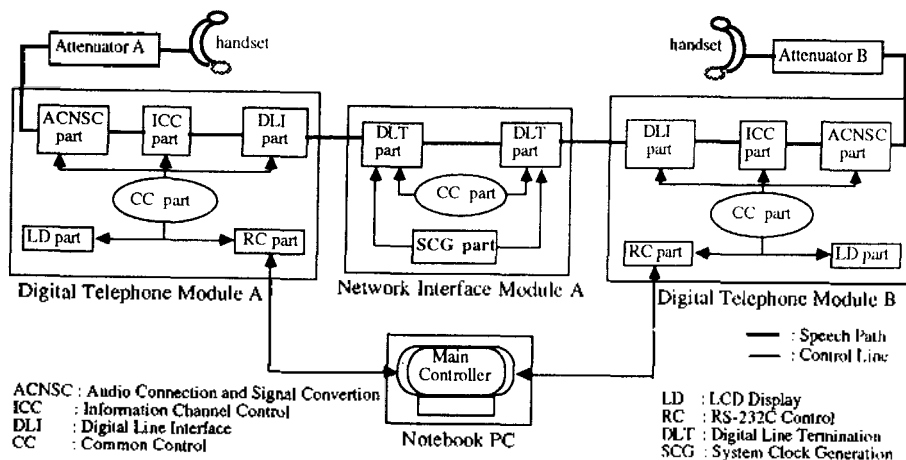 Attenuator A
handset
handset
Attenuator B
ACNSC part
ICC part
DLI part
DLT part
DLT part
DLI part
ICC part
ACNSC part
CC part
CC part
CC part
LD part
RC part
SCG part
RC part
LD part
Digital Telephone Module A
Network Interface Module A
Digital Telephone Module B
: Speech Path
: Control Line
Main Controller
Notebook PC
ACNSC : Audio Connection and Signal Convertion
ICC : Information Channel Control
DLI : Digital Line Interface
CC : Common Control
LD : LCD Display
RC : RS-232C Control
DLT : Digital Line Termination
SCG : System Clock Generation